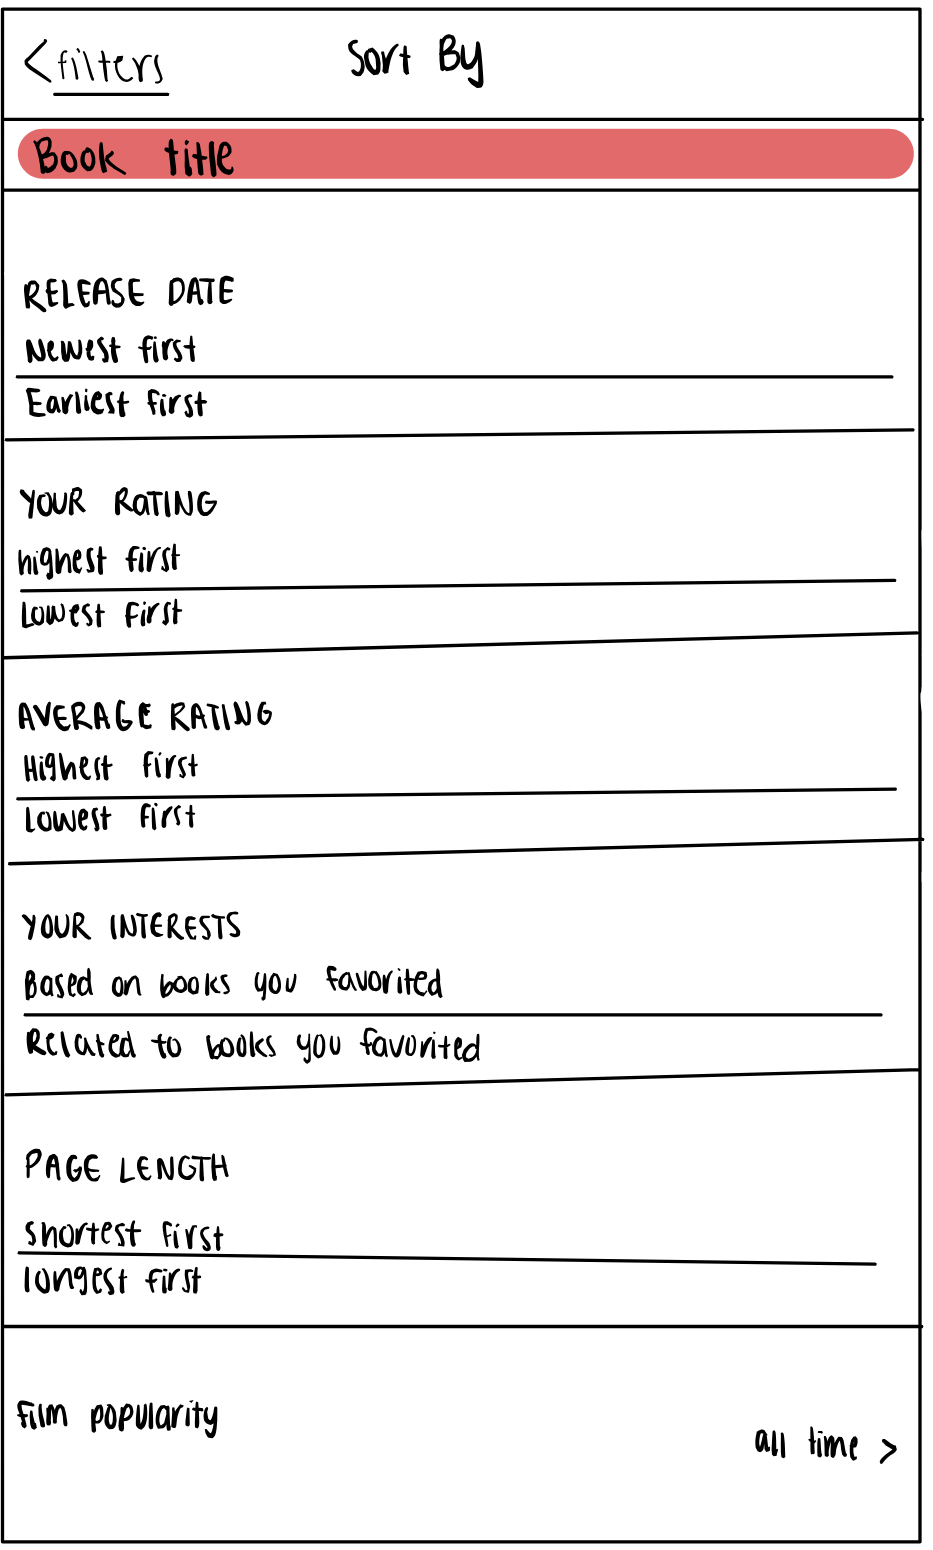 < filters Sort By
Book title
RELEASE DATE
Newest first
Earliest first
YOUR RATING
highest first
Lowest first
AVERAGE RATING
Highest first
Lowest first
YOUR INTERESTS
Based on books you favorited
Related to books you favorited
PAGE LENGTH
shortest first
longest first
film popularity
all time >